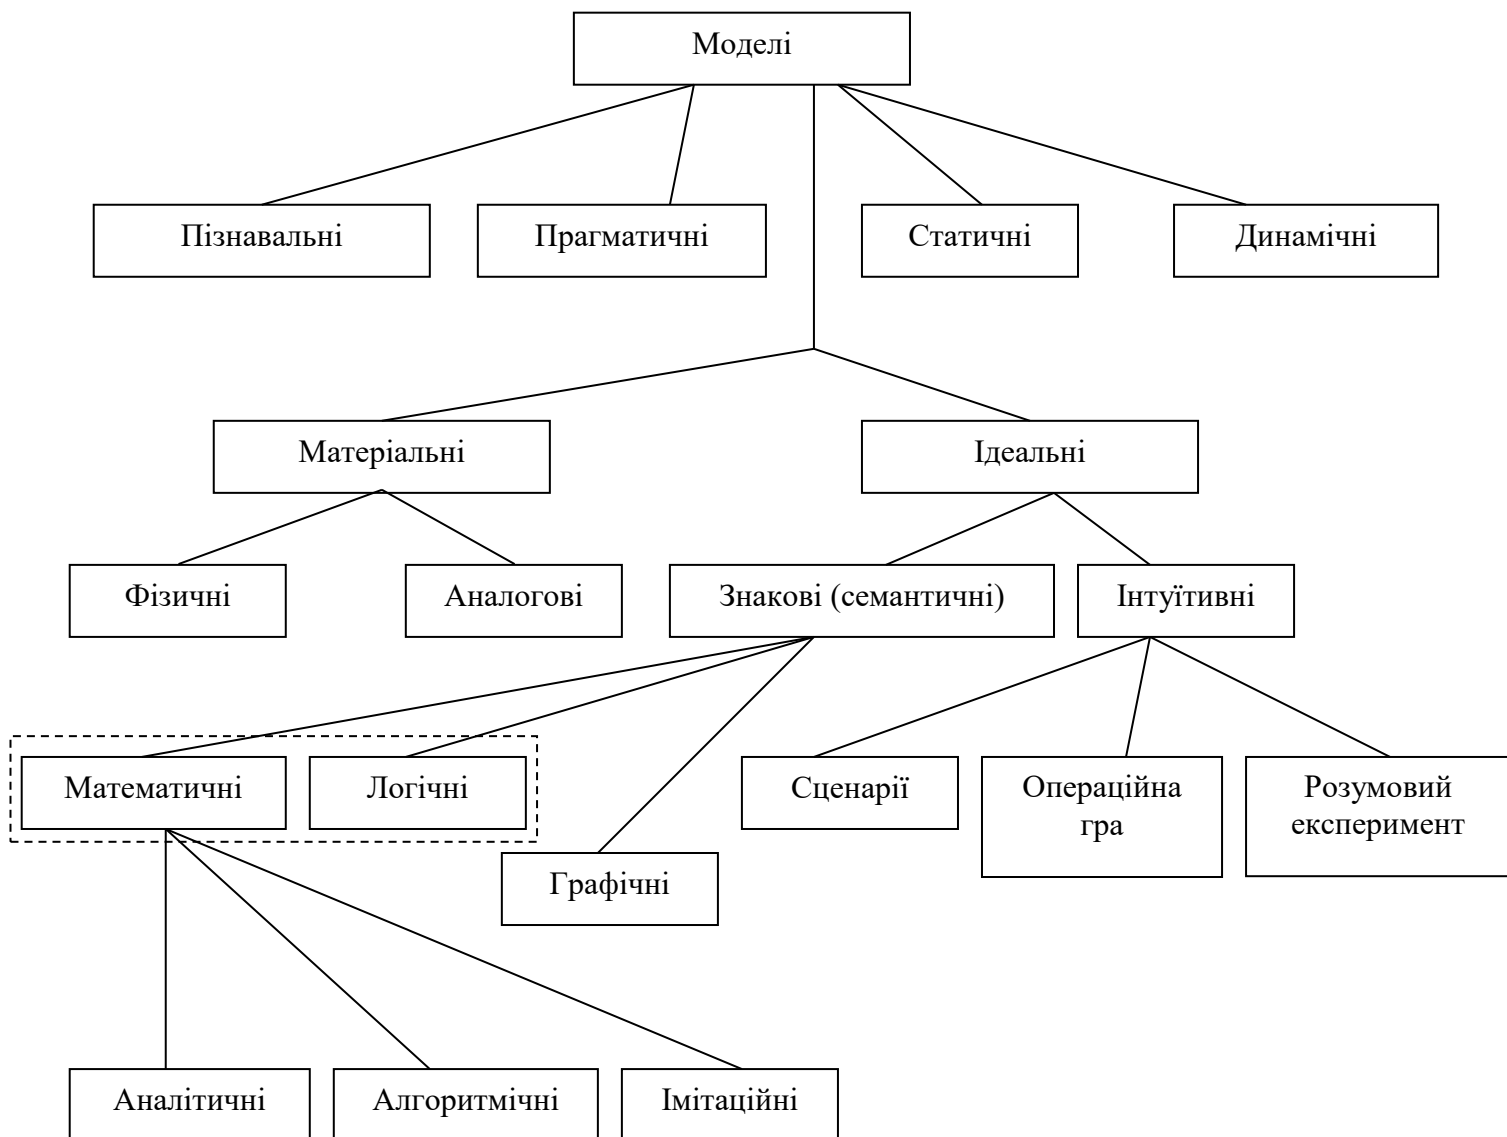 Моделі
Пізнавальні
Прагматичні
Статичні
Динамічні
Матеріальні
Ідеальні
Фізичні
Аналогові
Знакові (семантичні)
Інтуїтивні
Математичні
Логічні
Сценарії
Операційна
гра
Розумовий
експеримент
Графічні
Аналітичні
Алгоритмічні
Імітаційні